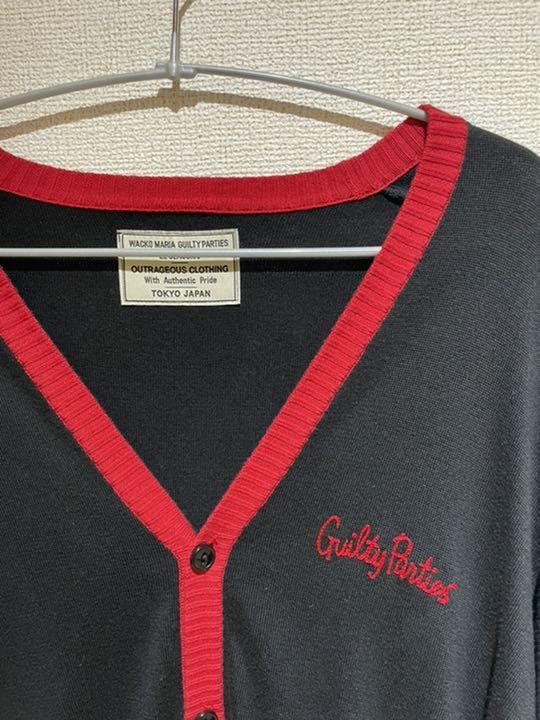 WACKO MARIA GUILTY PARTIES
OUTRAGEOUS CLOTHING
With Authentic Pride
TOKYO JAPAN
Guilty Parties